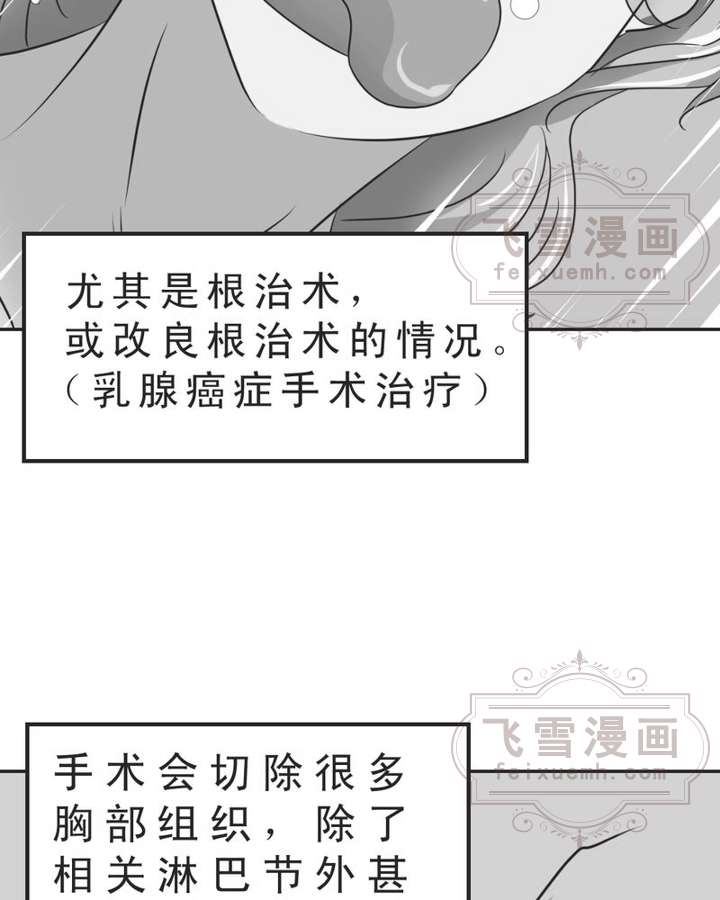 飞雪漫画
feixuemh.com
尤其是根治术，
或改良根治术的情况。
（乳腺癌症手术治疗）
飞雪漫画
feixuemh.com
手术会切除很多
胸部组织，除了
相关淋巴节外甚